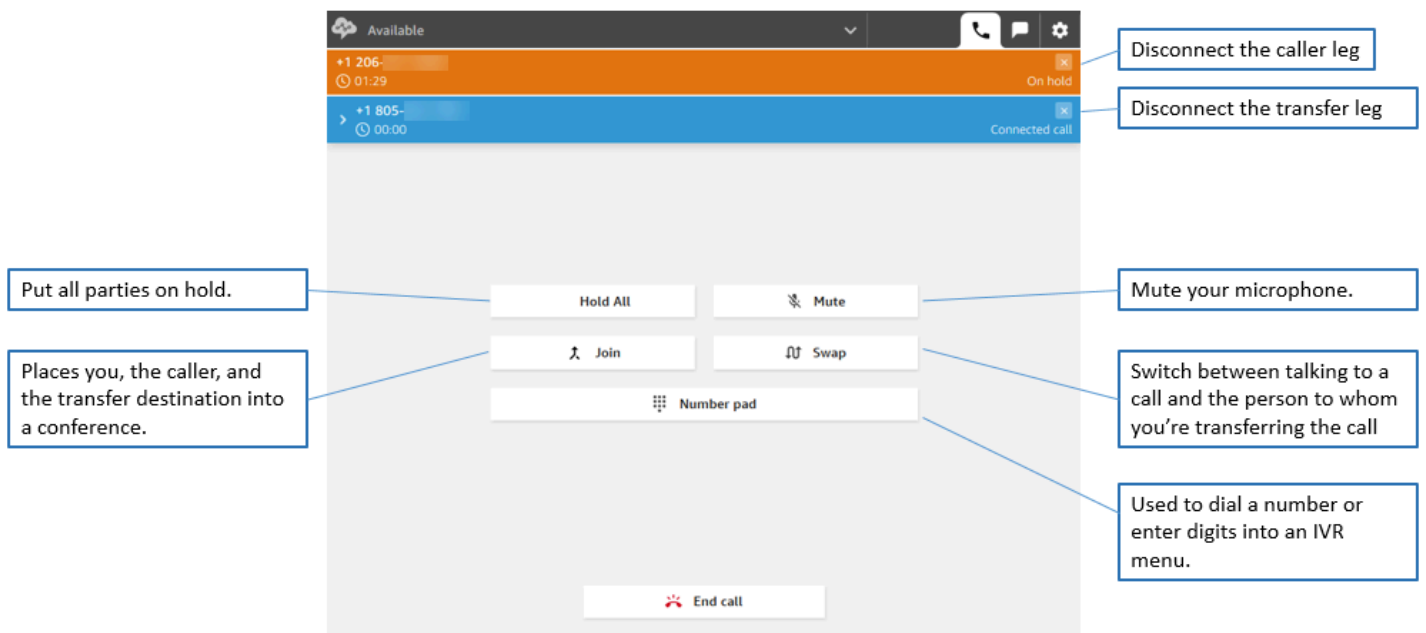 Available
+1 206-
01:29
On hold
+1 805-
00:00
Connected call
Disconnect the caller leg
Disconnect the transfer leg
Put all parties on hold.
Hold All
Mute
Mute your microphone.
Places you, the caller, and
the transfer destination into
a conference.
Join
Swap
Switch between talking to a
call and the person to whom
you’re transferring the call
Number pad
Used to dial a number or
enter digits into an IVR
menu.
End call